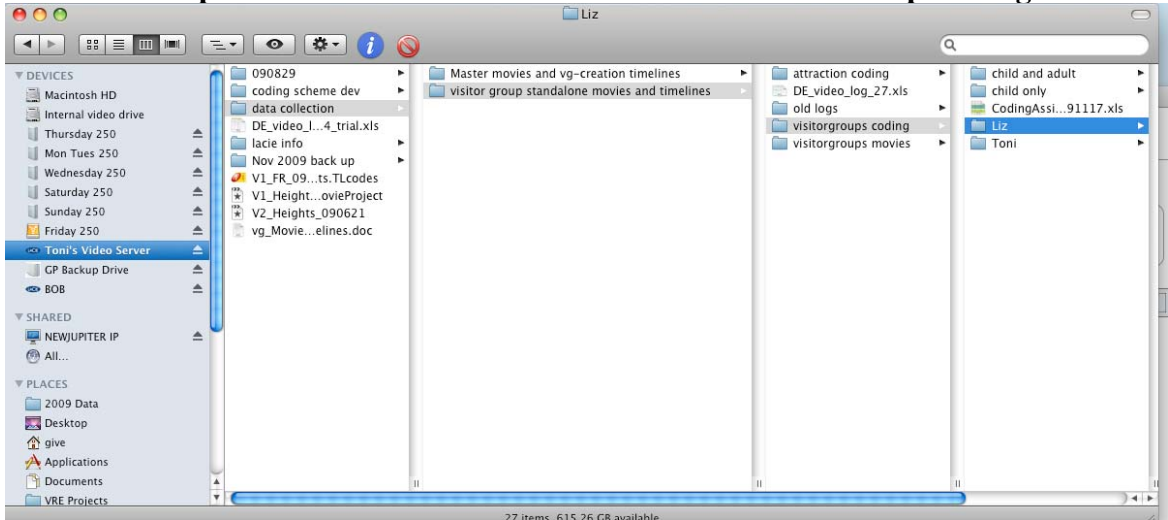 Liz
DEVICES
Macintosh HD
Internal video drive
Thursday 250
Mon Tues 250
Wednesday 250
Saturday 250
Sunday 250
Friday 250
Toni's Video Server
GP Backup Drive
BOB
SHARED
NEWJUPITER IP
All...
PLACES
2009 Data
Desktop
give
Applications
Documents
VRE Projects
090829
coding scheme dev
data collection
DE_video_l...4_trial.xls
lacie info
Nov 2009 back up
V1_FR_09...ts.TLcodes
V1_Height...ovieProject
V2_Heights_090621
vg_Movie...elines.doc
Master movies and vg-creation timelines
visitor group standalone movies and timelines
attraction coding
DE_video_log_27.xls
old logs
visitorgroups coding
visitorgroups movies
child and adult
child only
CodingAssi...91117.xls
Liz
Toni
27 items, 615.26 GB available